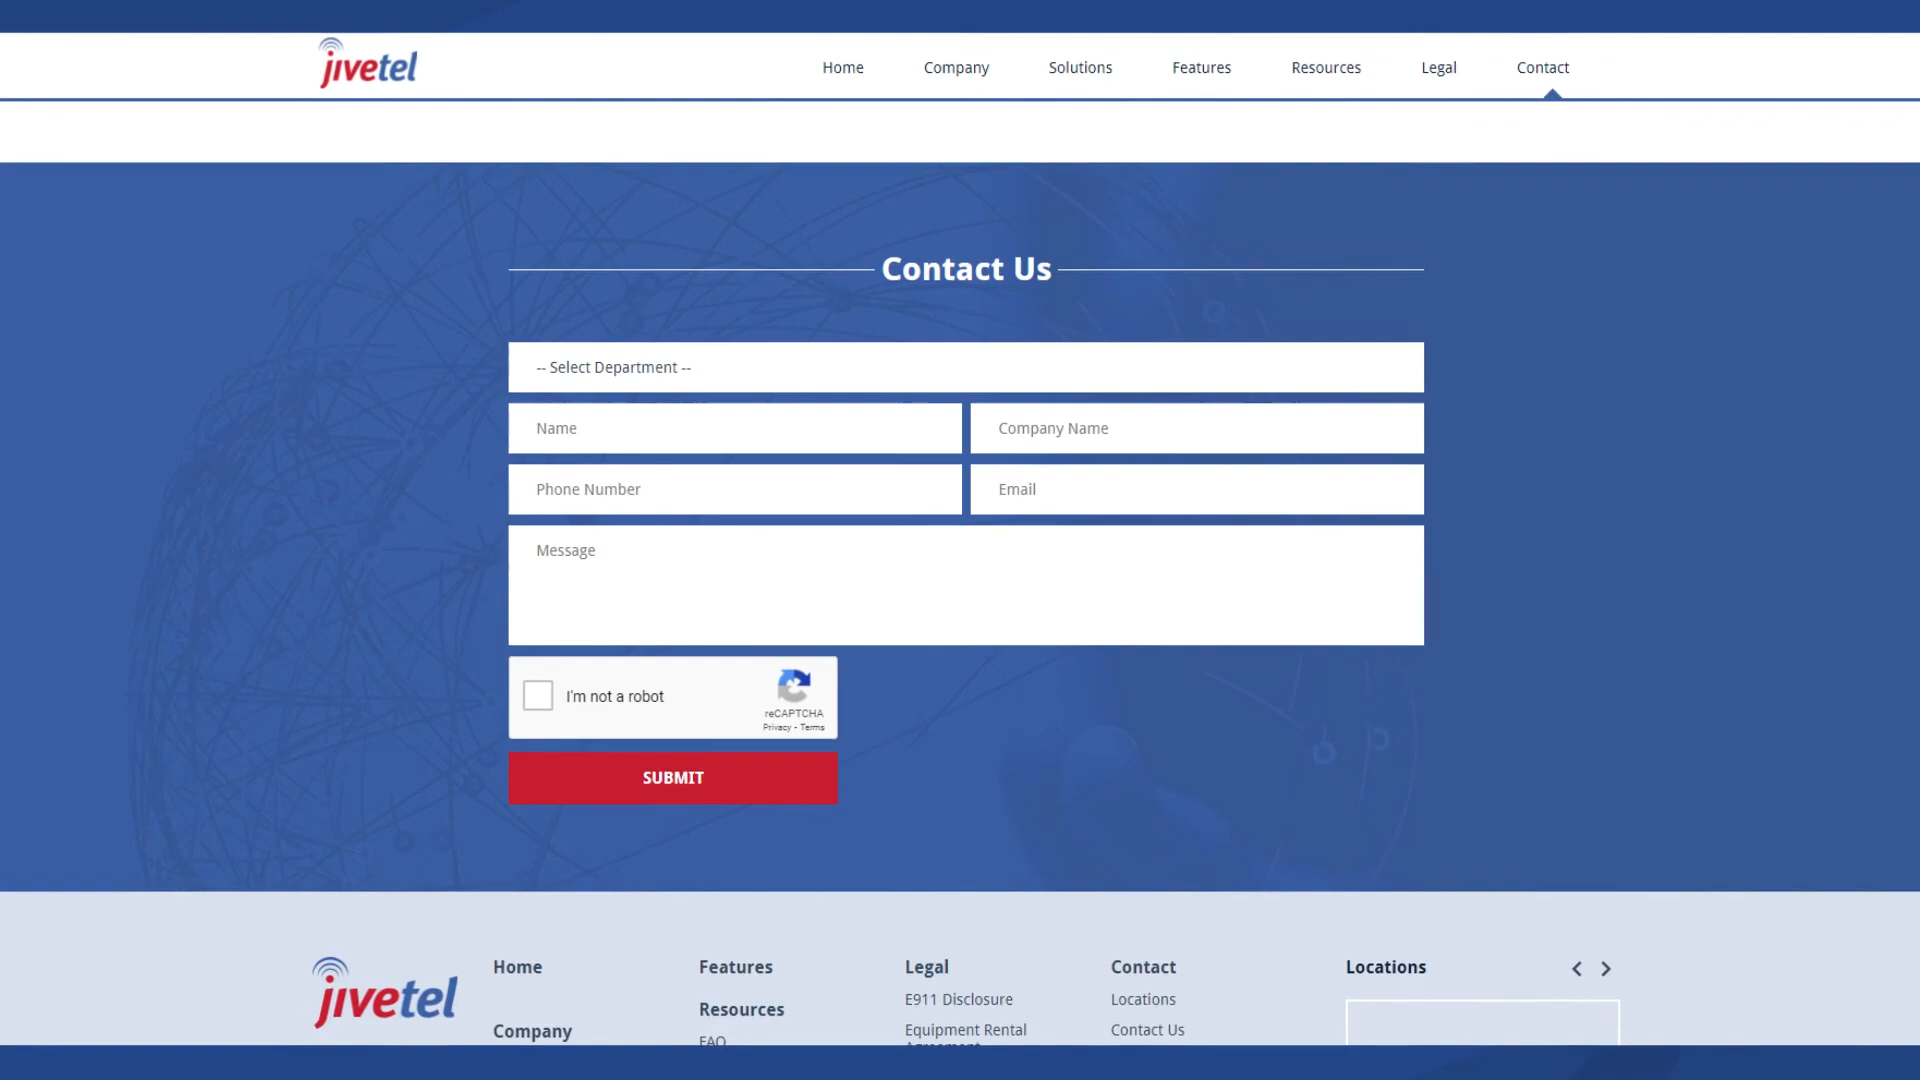 jivetel
Home Company Solutions Features Resources Legal Contact
Contact Us
-- Select Department --
Name Company Name
Phone Number Email
Message
I'm not a robot
reCAPTCHA
Privacy - Terms
SUBMIT
jivetel
Home Features Legal Contact Locations
E911 Disclosure Locations
Resources
Equipment Rental Contact Us
Company
FAQ
Agreement